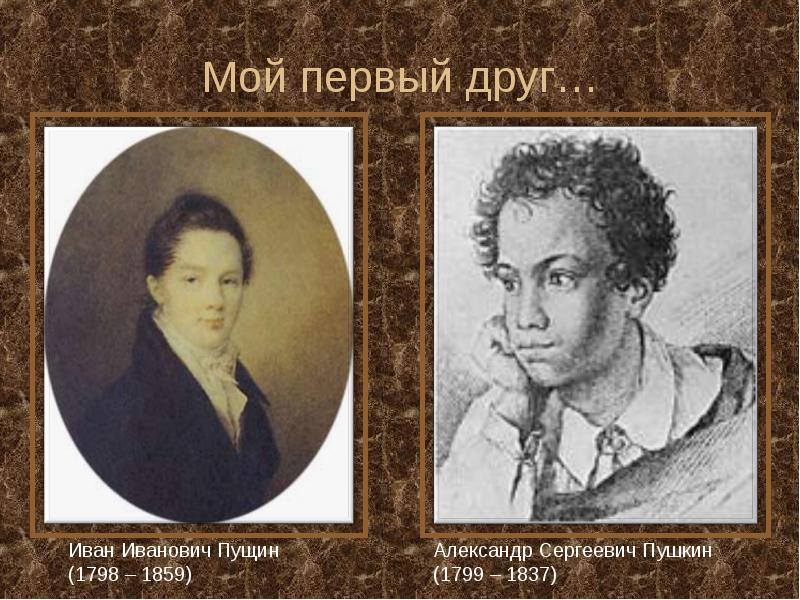 Мой первый друг…
Иван Иванович Пущин
(1798 – 1859)
Александр Сергеевич Пушкин
(1799 – 1837)